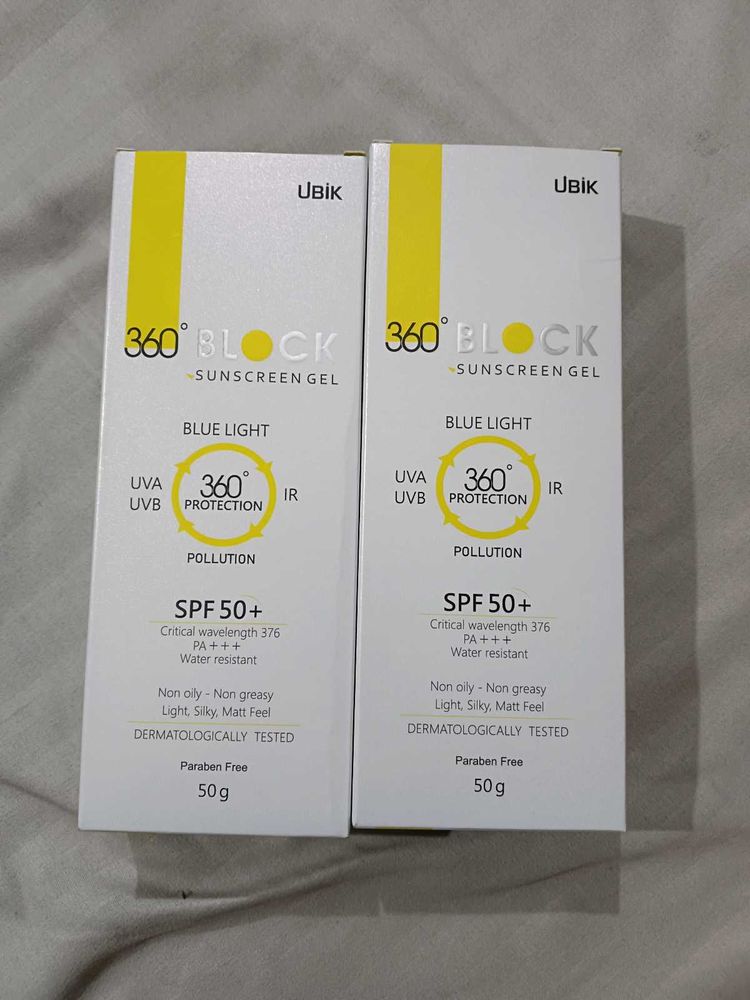 UBiK
360° BLOCK
SUNSCREEN GEL
BLUE LIGHT
UVA
UVB
360°
PROTECTION
IR
POLLUTION
SPF 50+
Critical wavelength 376
PA+++
Water resistant
Non oily - Non greasy
Light, Silky, Matt Feel
DERMATOLOGICALLY TESTED
Paraben Free
50g
UBiK
360° BLOCK
SUNSCREEN GEL
BLUE LIGHT
UVA
UVB
360°
PROTECTION
IR
POLLUTION
SPF 50+
Critical wavelength 376
PA+++
Water resistant
Non oily - Non greasy
Light, Silky, Matt Feel
DERMATOLOGICALLY TESTED
Paraben Free
50g